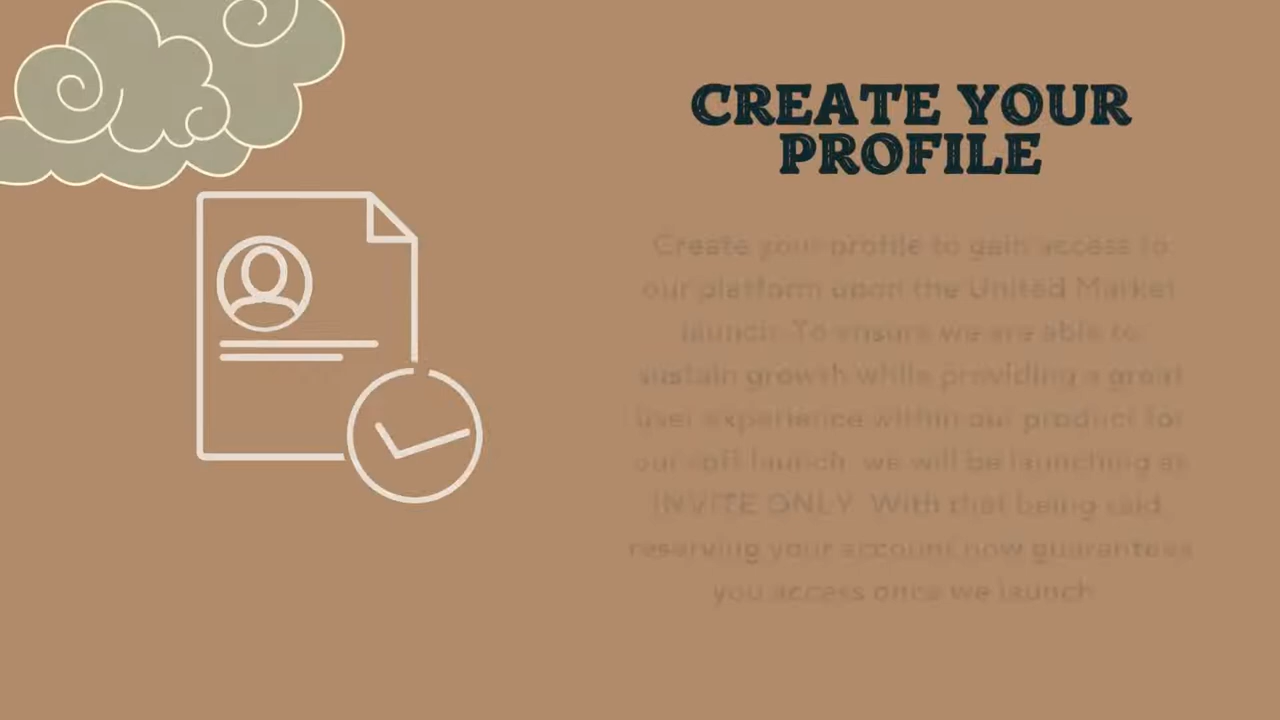 CREATE YOUR
PROFILE
Create your profile to gain access to
our platform upon the United Market
launch. To ensure we are able to
sustain growth while providing a great
user experience within our product for
our soft launch, we will be launching as
INVITE ONLY. With that being said,
reserving your account now guarantees
you access once we launch.